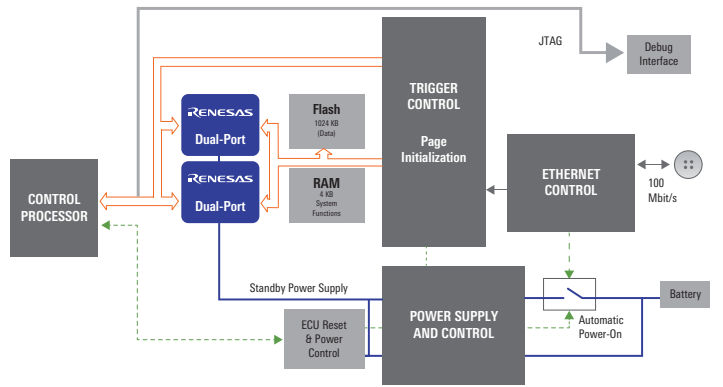 JTAG
Debug
Interface
TRIGGER
CONTROL
Page
Initialization
RENESAS
Dual-Port
Flash
1024 KB
(Data)
RENESAS
Dual-Port
RAM
4 KB
System
Functions
CONTROL
PROCESSOR
ETHERNET
CONTROL
100
Mbit/s
Standby Power Supply
POWER SUPPLY
AND CONTROL
Battery
ECU Reset
& Power
Control
Automatic
Power-On